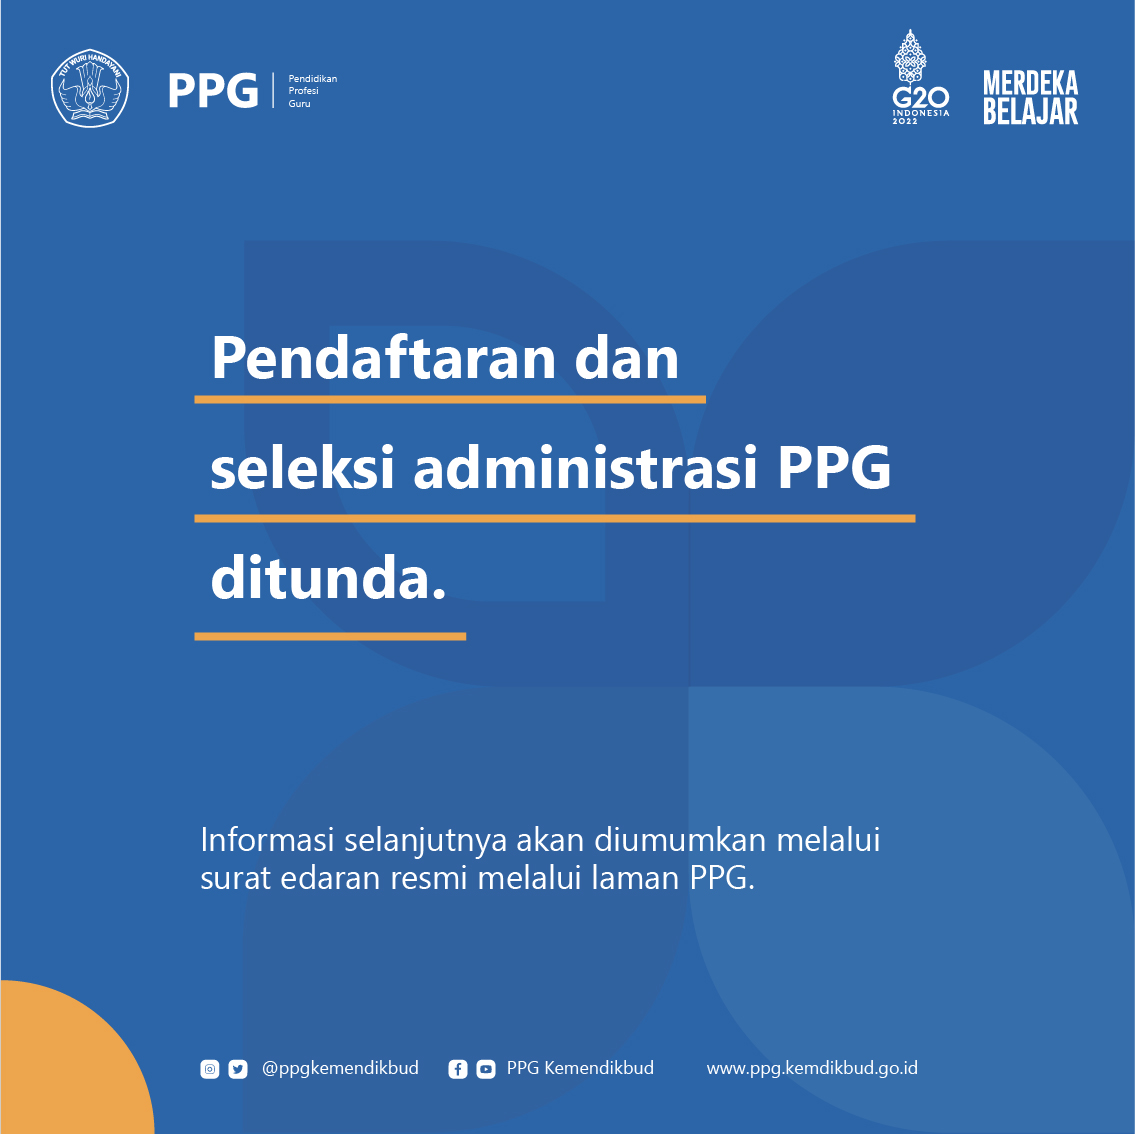 TUT WURI HANDAYANI
PPG
Pendidikan
Profesi
Guru
G20
INDONESIA
2022
MERDEKA
BELAJAR
Pendaftaran dan
seleksi administrasi PPG
ditunda.
Informasi selanjutnya akan diumumkan melalui
surat edaran resmi melalui laman PPG.
@ppgkemendikbud
PPG Kemendikbud
www.ppg.kemdikbud.go.id